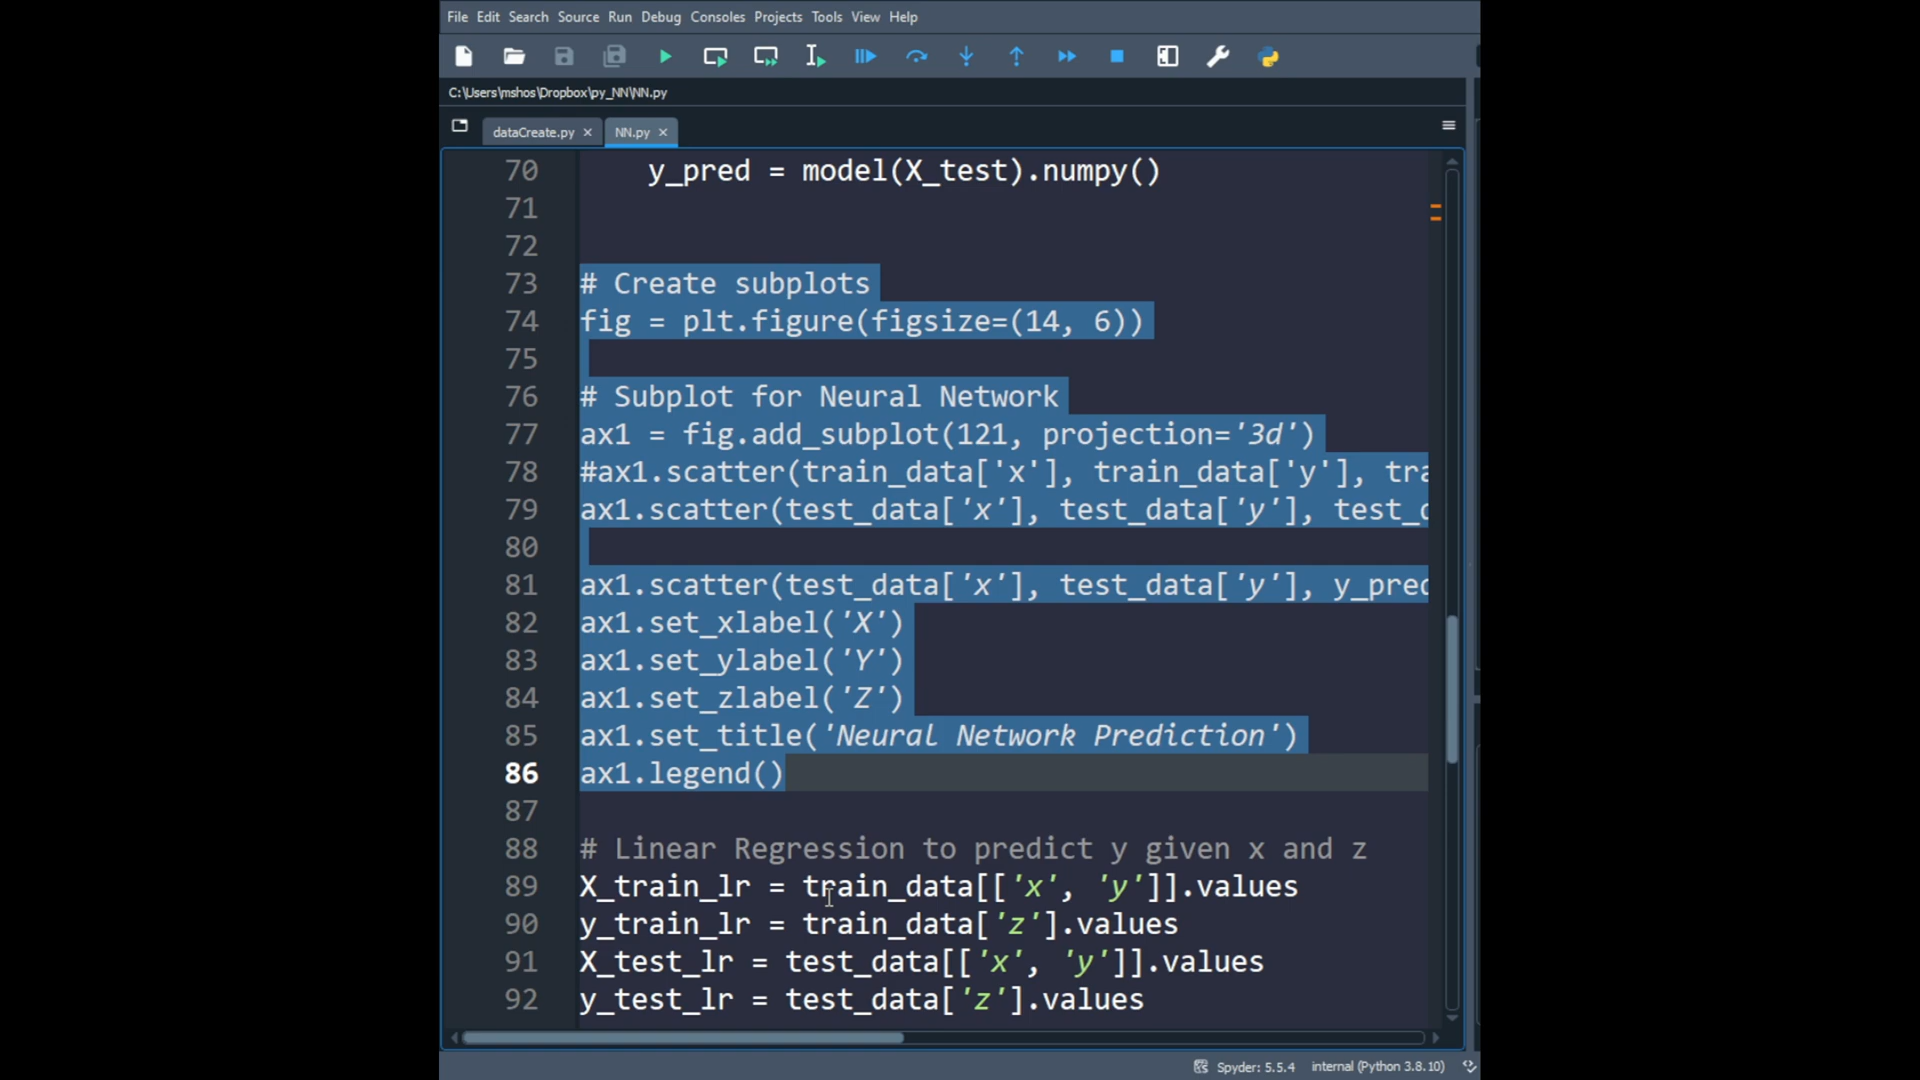 File Edit Search Source Run Debug Consoles Projects Tools View Help
C:\Users\mshos\Dropbox\py_NN\NN.py
dataCreate.py × NN.py ×
70 y_pred = model(X_test).numpy()
71
72
73 # Create subplots
74 fig = plt.figure(figsize=(14, 6))
75
76 # Subplot for Neural Network
77 ax1 = fig.add_subplot(121, projection='3d')
78 #ax1.scatter(train_data['x'], train_data['y'], tra
79 ax1.scatter(test_data['x'], test_data['y'], test_d
80
81 ax1.scatter(test_data['x'], test_data['y'], y_pred
82 ax1.set_xlabel('X')
83 ax1.set_ylabel('Y')
84 ax1.set_zlabel('Z')
85 ax1.set_title('Neural Network Prediction')
86 ax1.legend()
87
88 # Linear Regression to predict y given x and z
89 X_train_lr = train_data[['x', 'y']].values
90 y_train_lr = train_data['z'].values
91 X_test_lr = test_data[['x', 'y']].values
92 y_test_lr = test_data['z'].values
Spyder: 5.5.4 internal (Python 3.8.10)